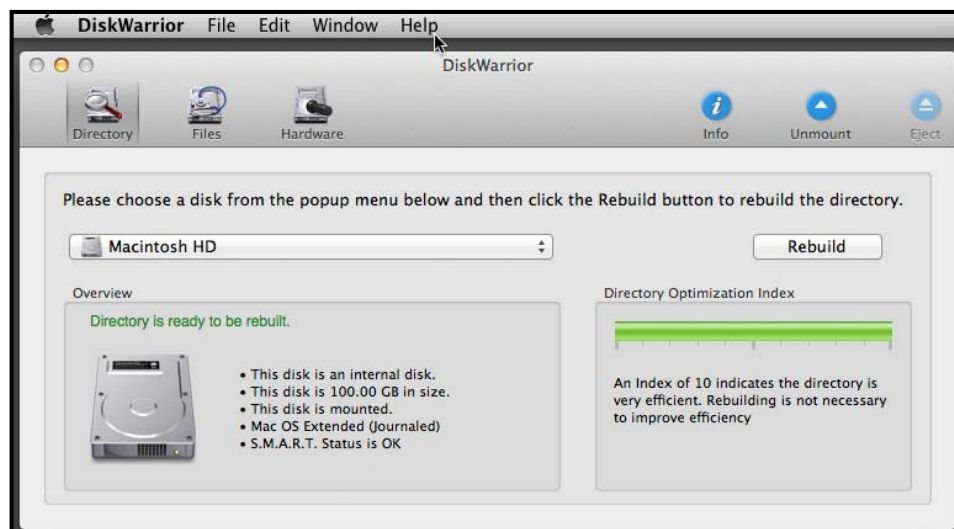 DiskWarrior File Edit Window Help
DiskWarrior
Directory Files Hardware Info Unmount Eject
Please choose a disk from the popup menu below and then click the Rebuild button to rebuild the directory.
Macintosh HD
Rebuild
Overview
Directory is ready to be rebuilt.
• This disk is an internal disk.
• This disk is 100.00 GB in size.
• This disk is mounted.
• Mac OS Extended (Journaled)
• S.M.A.R.T. Status is OK
Directory Optimization Index
An Index of 10 indicates the directory is
very efficient. Rebuilding is not necessary
to improve efficiency